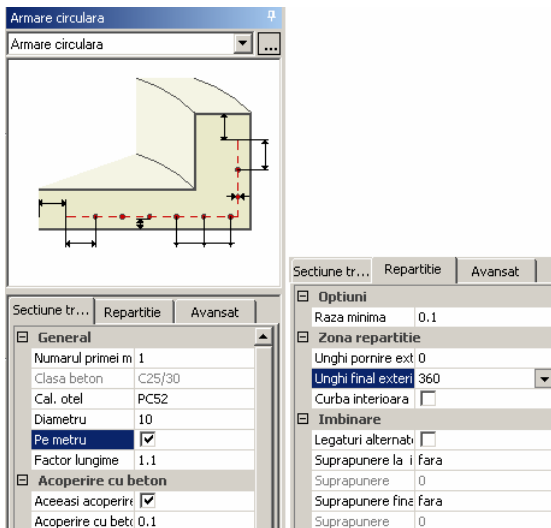 Armare circulara
Armare circulara ...
Sectiune tr... Repartitie Avansat
General
Numarul primei m 1
Clasa beton C25/30
Cal. otel PC52
Diametru 10
Pe metru
Factor lungime 1.1
Acoperire cu beton
Aceeasi acoperire
Acoperire cu bet 0.1
Sectiune tr... Repartitie Avansat
Optiuni
Raza minima 0.1
Zona repartitie
Unghi pornire ext 0
Unghi final exteri 360
Curba interioara
Imbinare
Legaturi alternat
Suprapunere la i fara
Suprapunere 0
Suprapunere fina fara
Suprapunere 0